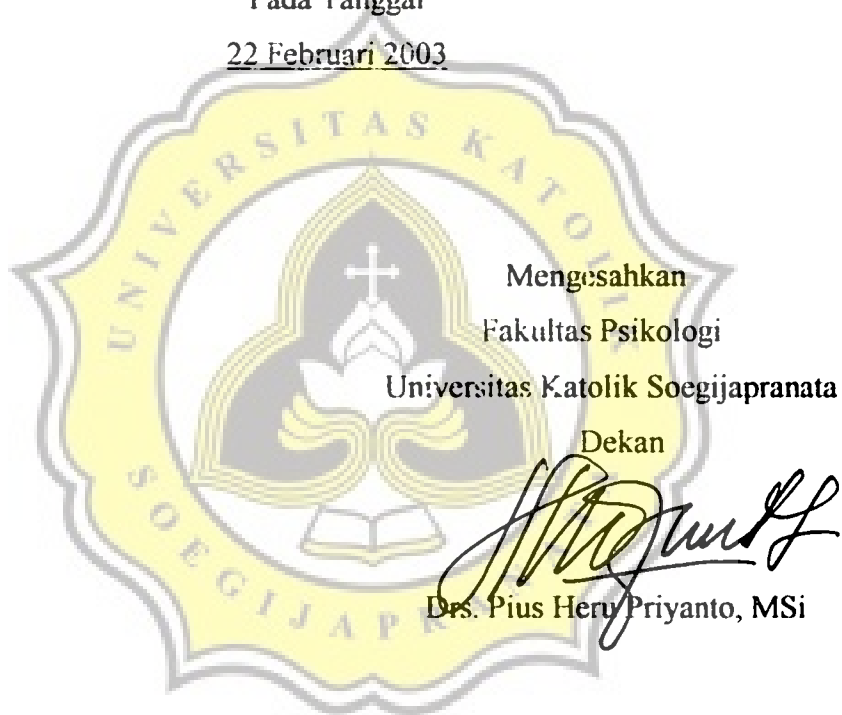 Pada Tanggal
22 Februari 2003
UNIVERSITAS KATOLIK
Mengesahkan
Fakultas Psikologi
Universitas Katolik Soegijapranata
Dekan
Drs. Pius Heru Priyanto, MSi
SOEGIJAPR